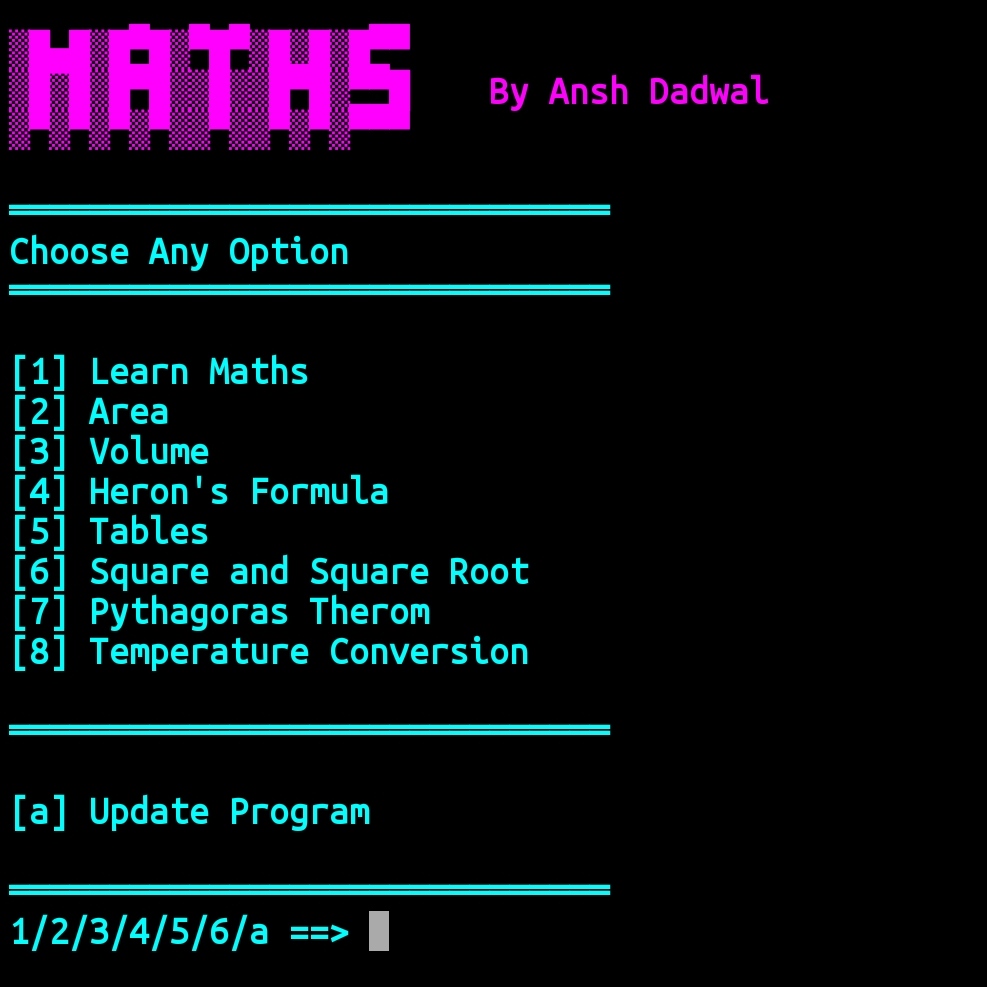 MATHS
By Ansh Dadwal
Choose Any Option
[1] Learn Maths
[2] Area
[3] Volume
[4] Heron's Formula
[5] Tables
[6] Square and Square Root
[7] Pythagoras Therom
[8] Temperature Conversion
[a] Update Program
1/2/3/4/5/6/a ==>